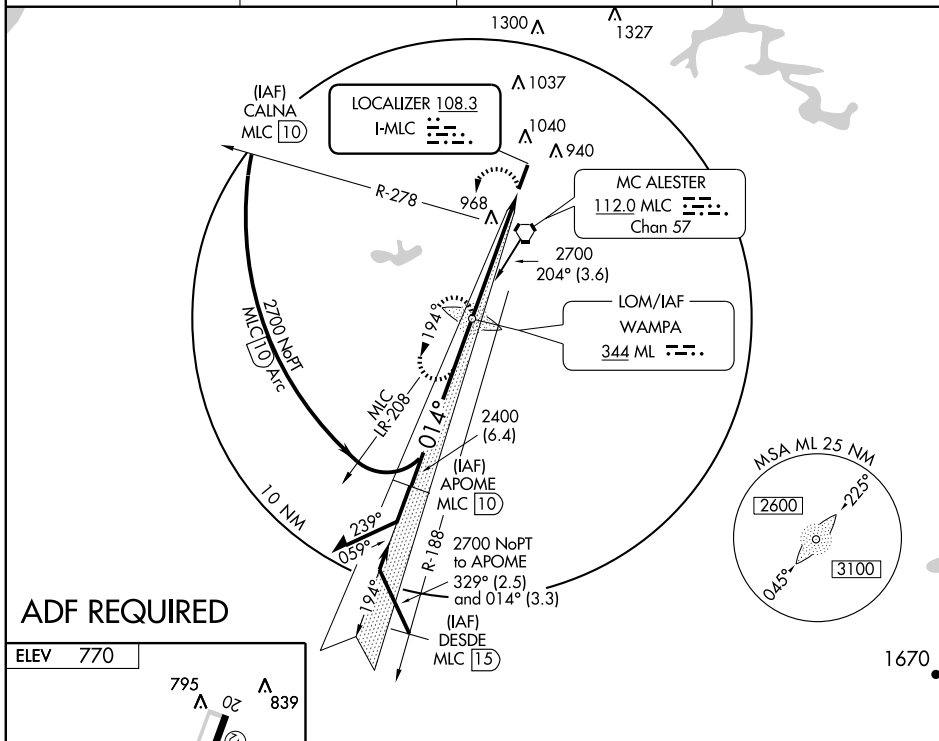 1300
1327
(IAF)
CALNA
MLC 10
LOCALIZER 108.3
I-MLC
1037
1040
940
R-278
968
MC ALESTER
112.0 MLC
Chan 57
2700
204° (3.6)
LOM/IAF
WAMPA
344 ML
194°
2700 NoPT
MLC 10 Arc
MLC
LR-208
014°
2400
(6.4)
(IAF)
APOME
MLC 10
MSA ML 25 NM
2600
225°
045°
3100
10 NM
239°
059°
R-188
2700 NoPT
to APOME
329° (2.5)
and 014° (3.3)
194°
(IAF)
DESDE
MLC 15
ADF REQUIRED
ELEV 770
1670
795
20
839